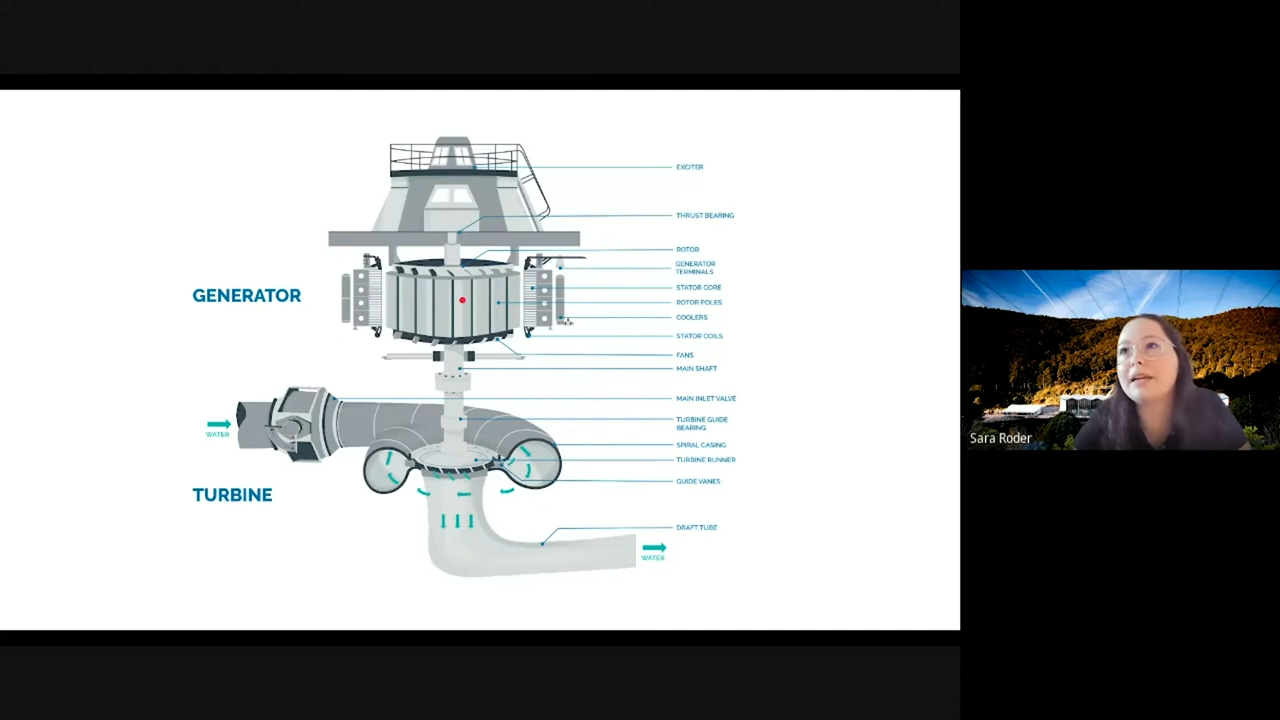 EXCITER
THRUST BEARING
ROTOR
GENERATOR
TERMINALS
GENERATOR
STATOR CORE
ROTOR POLES
COOLERS
STATOR COILS
FANS
MAIN SHAFT
MAIN INLET VALVE
TURBINE GUIDE
BEARING
WATER
Sara Roder
SPIRAL CASING
TURBINE RUNNER
GUIDE VANES
TURBINE
DRAFT TUBE
WATER